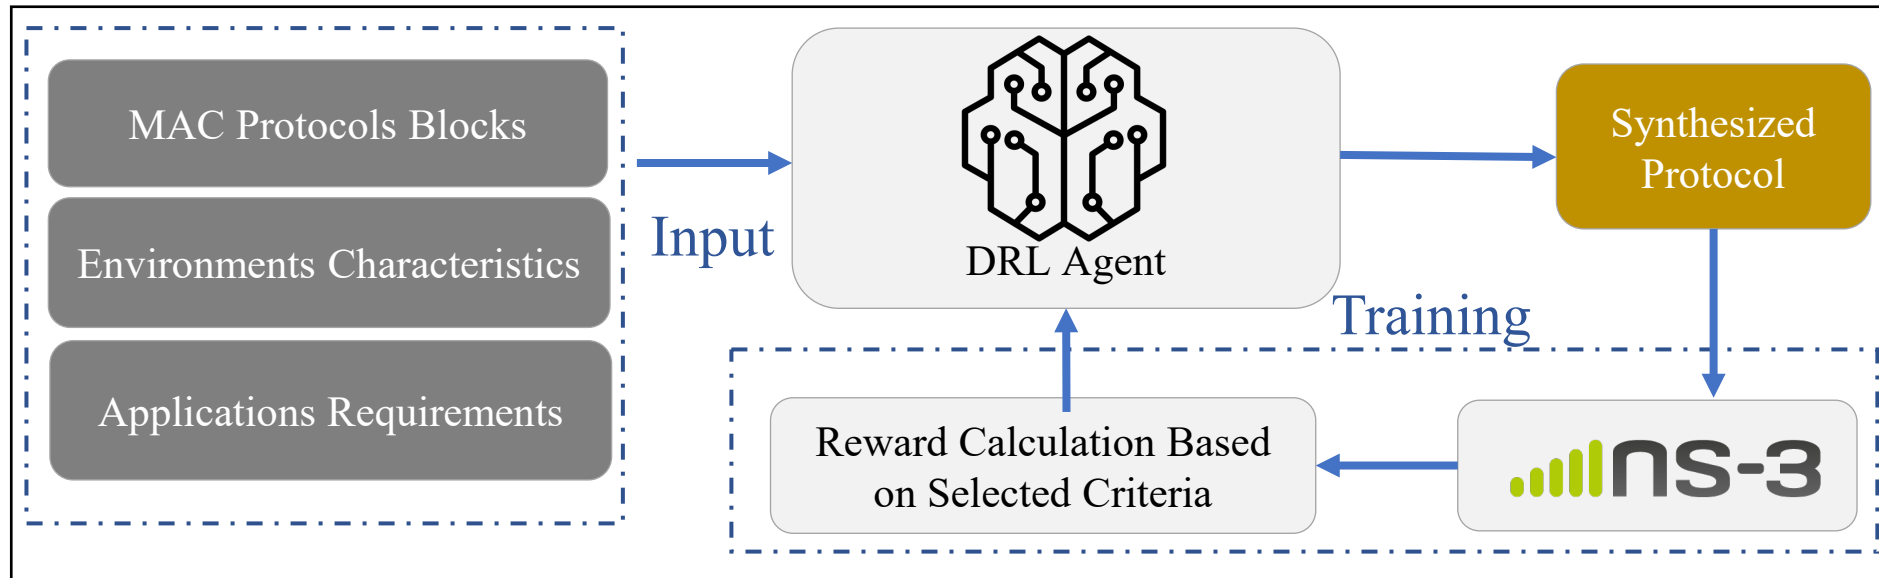 MAC Protocols Blocks
Environments Characteristics
Applications Requirements
Input
DRL Agent
Synthesized
Protocol
Training
Reward Calculation Based
on Selected Criteria
ns-3